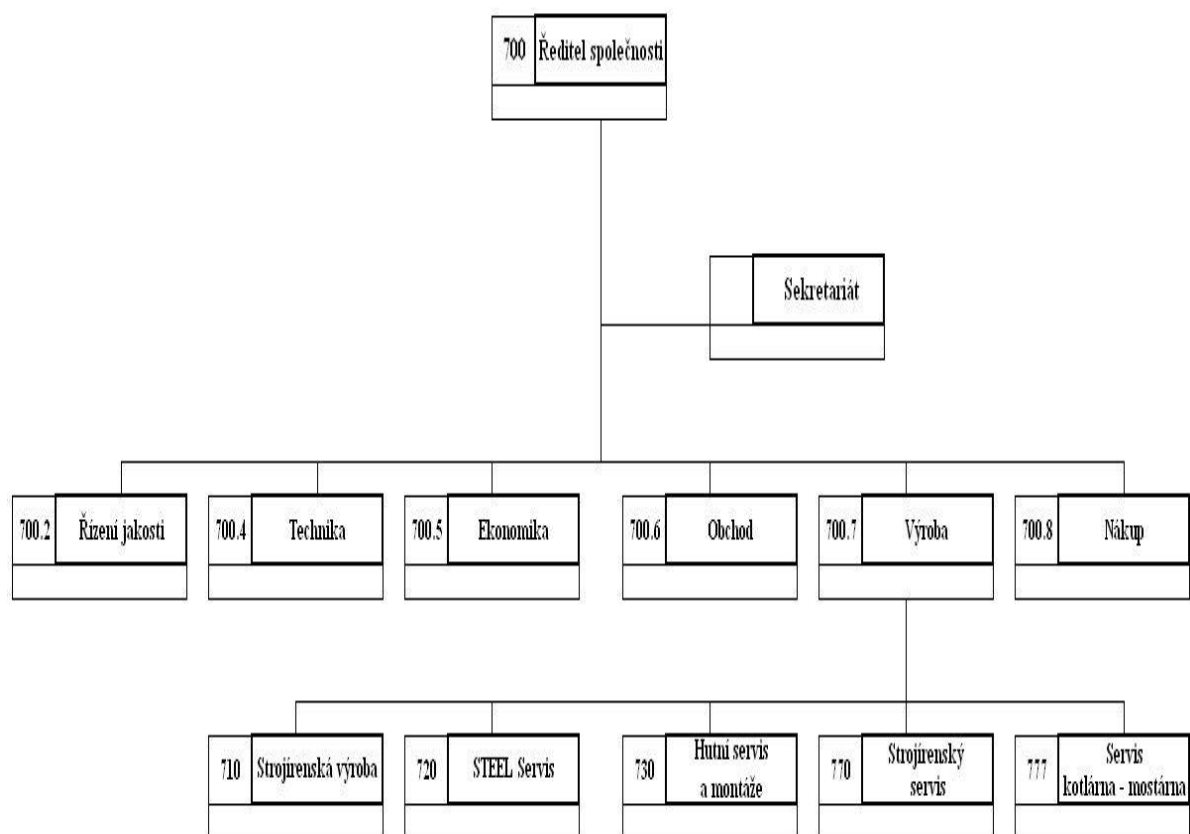 700 Ředitel společnosti
Sekretariát
700.2 Řízení jakosti
700.4 Technika
700.5 Ekonomika
700.6 Obchod
700.7 Výroba
700.8 Nákup
710 Strojírenská výroba
720 STEEL Servis
730 Hutní servis
a montáže
770 Strojírenský
servis
777 Servis
kotlárna - mostárna